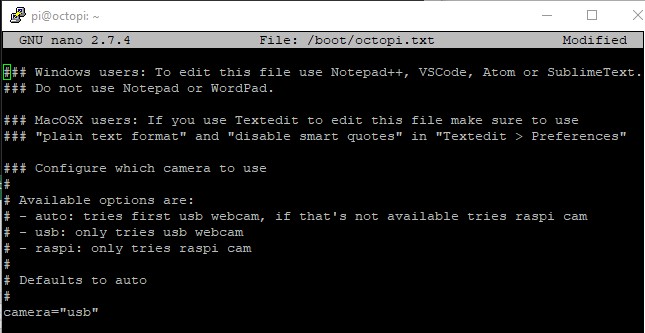 pi@octopi: ~
GNU nano 2.7.4 File: /boot/octopi.txt Modified
### Windows users: To edit this file use Notepad++, VSCode, Atom or SublimeText.
### Do not use Notepad or WordPad.
### MacOSX users: If you use Textedit to edit this file make sure to use
### "plain text format" and "disable smart quotes" in "Textedit > Preferences"
### Configure which camera to use
#
# Available options are:
# - auto: tries first usb webcam, if that's not available tries raspi cam
# - usb: only tries usb webcam
# - raspi: only tries raspi cam
#
# Defaults to auto
#
camera="usb"